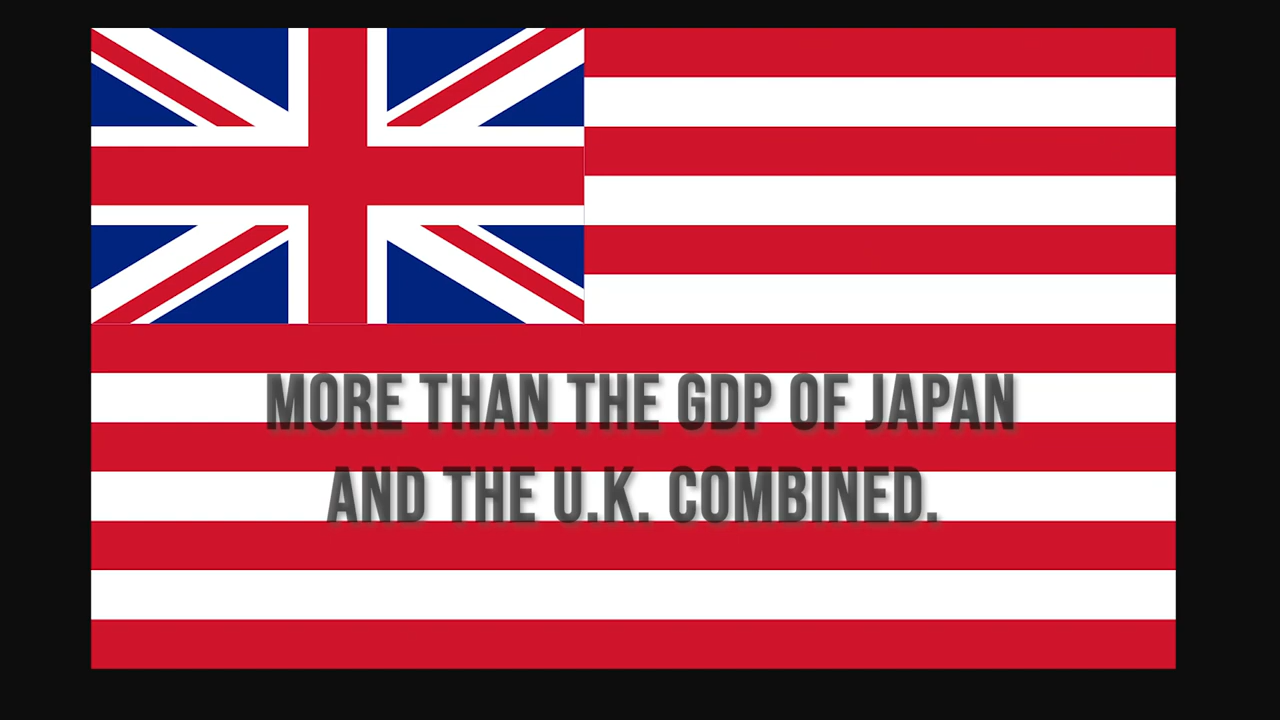 MORE THAN THE GDP OF JAPAN
AND THE U.K. COMBINED.